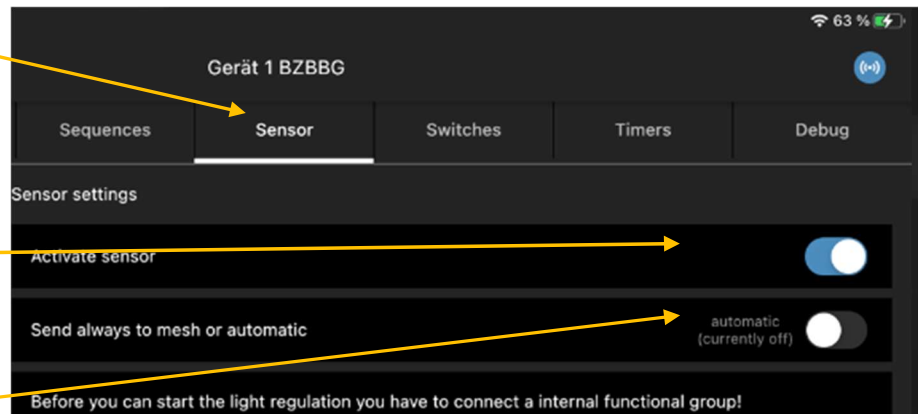 63 %
Gerät 1 BZBBG
Sequences Sensor Switches Timers Debug
Sensor settings
Activate sensor
Send always to mesh or automatic
automatic
(currently off)
Before you can start the light regulation you have to connect a internal functional group!